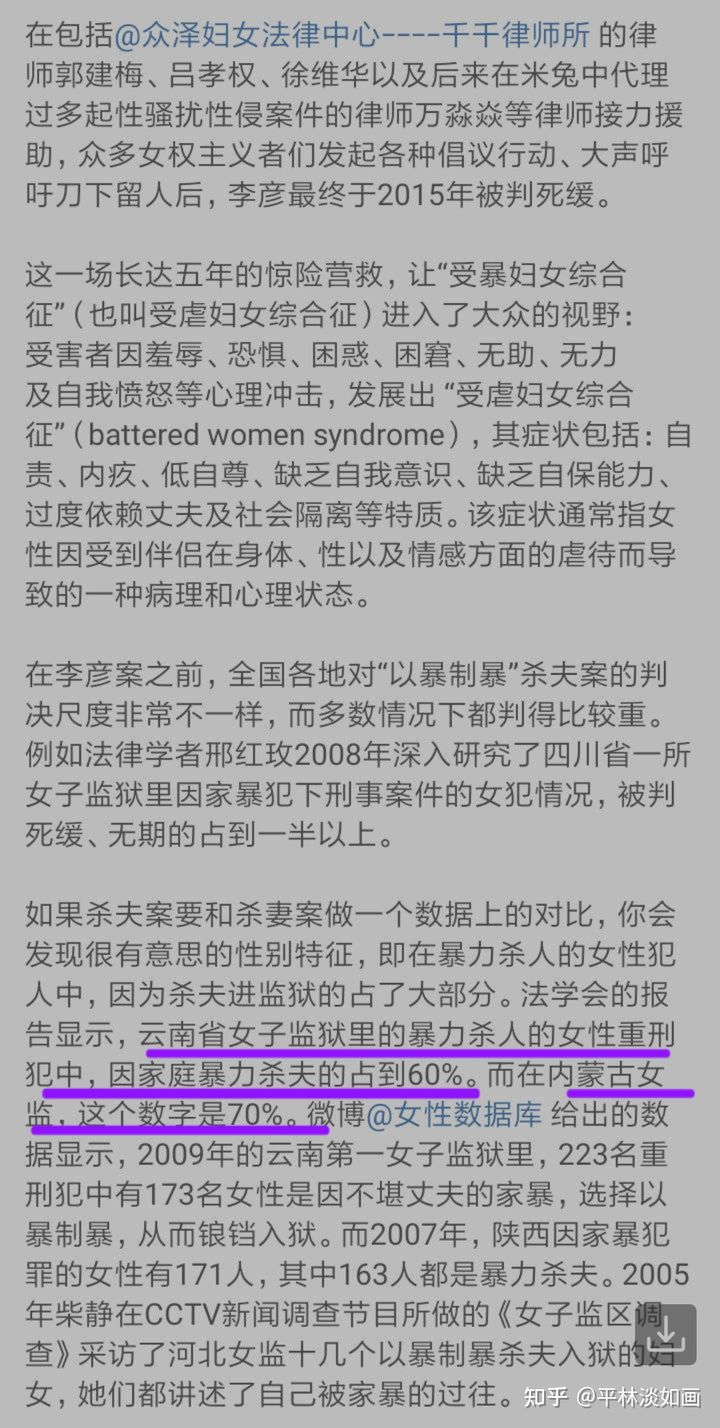 在包括@众泽妇女法律中心----千千律师所 的律
师郭建梅、吕孝权、徐维华以及后来在米兔中代理
过多起性骚扰性侵案件的律师万淼焱等律师接力援
助，众多女权主义者们发起各种倡议行动、大声呼
吁刀下留人后，李彦最终于2015年被判死缓。
这一场长达五年的惊险营救，让“受暴妇女综合
征”（也叫受虐妇女综合征）进入了大众的视野：
受害者因羞辱、恐惧、困惑、困窘、无助、无力
及自我愤怒等心理冲击，发展出 “受虐妇女综合
征”（battered women syndrome），其症状包括：自
责、内疚、低自尊、缺乏自我意识、缺乏自保能力、
过度依赖丈夫及社会隔离等特质。该症状通常指女
性因受到伴侣在身体、性以及情感方面的虐待而导
致的一种病理和心理状态。
在李彦案之前，全国各地对“以暴制暴”杀夫案的判
决尺度非常不一样，而多数情况下都判得比较重。
例如法律学者邢红玫2008年深入研究了四川省一所
女子监狱里因家暴犯下刑事案件的女犯情况，被判
死缓、无期的占到一半以上。
如果杀夫案要和杀妻案做一个数据上的对比，你会
发现很有意思的性别特征，即在暴力杀人的女性犯
人中，因为杀夫进监狱的占了大部分。法学会的报
告显示，云南省女子监狱里的暴力杀人的女性重刑
犯中，因家庭暴力杀夫的占到60%。而在内蒙古女
监，这个数字是70%。微博@女性数据库 给出的数
据显示，2009年的云南第一女子监狱里，223名重
刑犯中有173名女性是因不堪丈夫的家暴，选择以
暴制暴，从而锒铛入狱。而2007年，陕西因家暴犯
罪的女性有171人，其中163人都是暴力杀夫。2005
年柴静在CCTV新闻调查节目所做的《女子监区调
查》采访了河北女监十几个以暴制暴杀夫入狱的妇
女，她们都讲述了自己被家暴的过往。
知乎 @平林淡如画